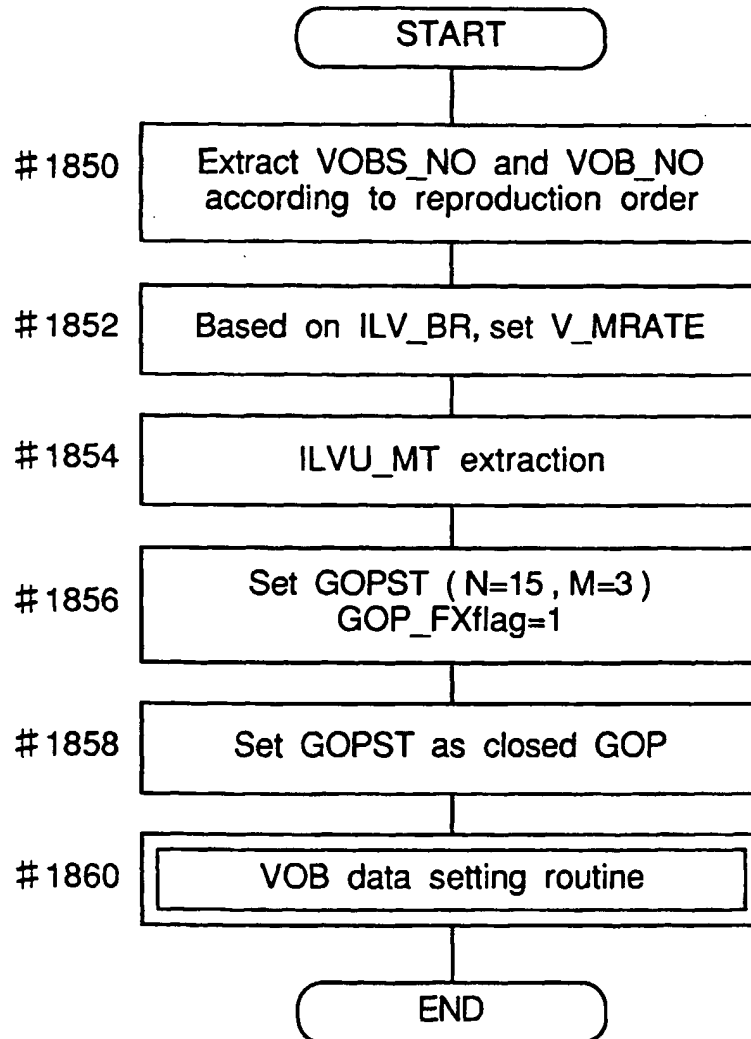 START
#1850
Extract VOBS_NO and VOB_NO
according to reproduction order
#1852
Based on ILV_BR, set V_MRATE
#1854
ILVU_MT extraction
#1856
Set GOPST (N=15, M=3)
GOP_FXflag=1
#1858
Set GOPST as closed GOP
#1860
VOB data setting routine
END